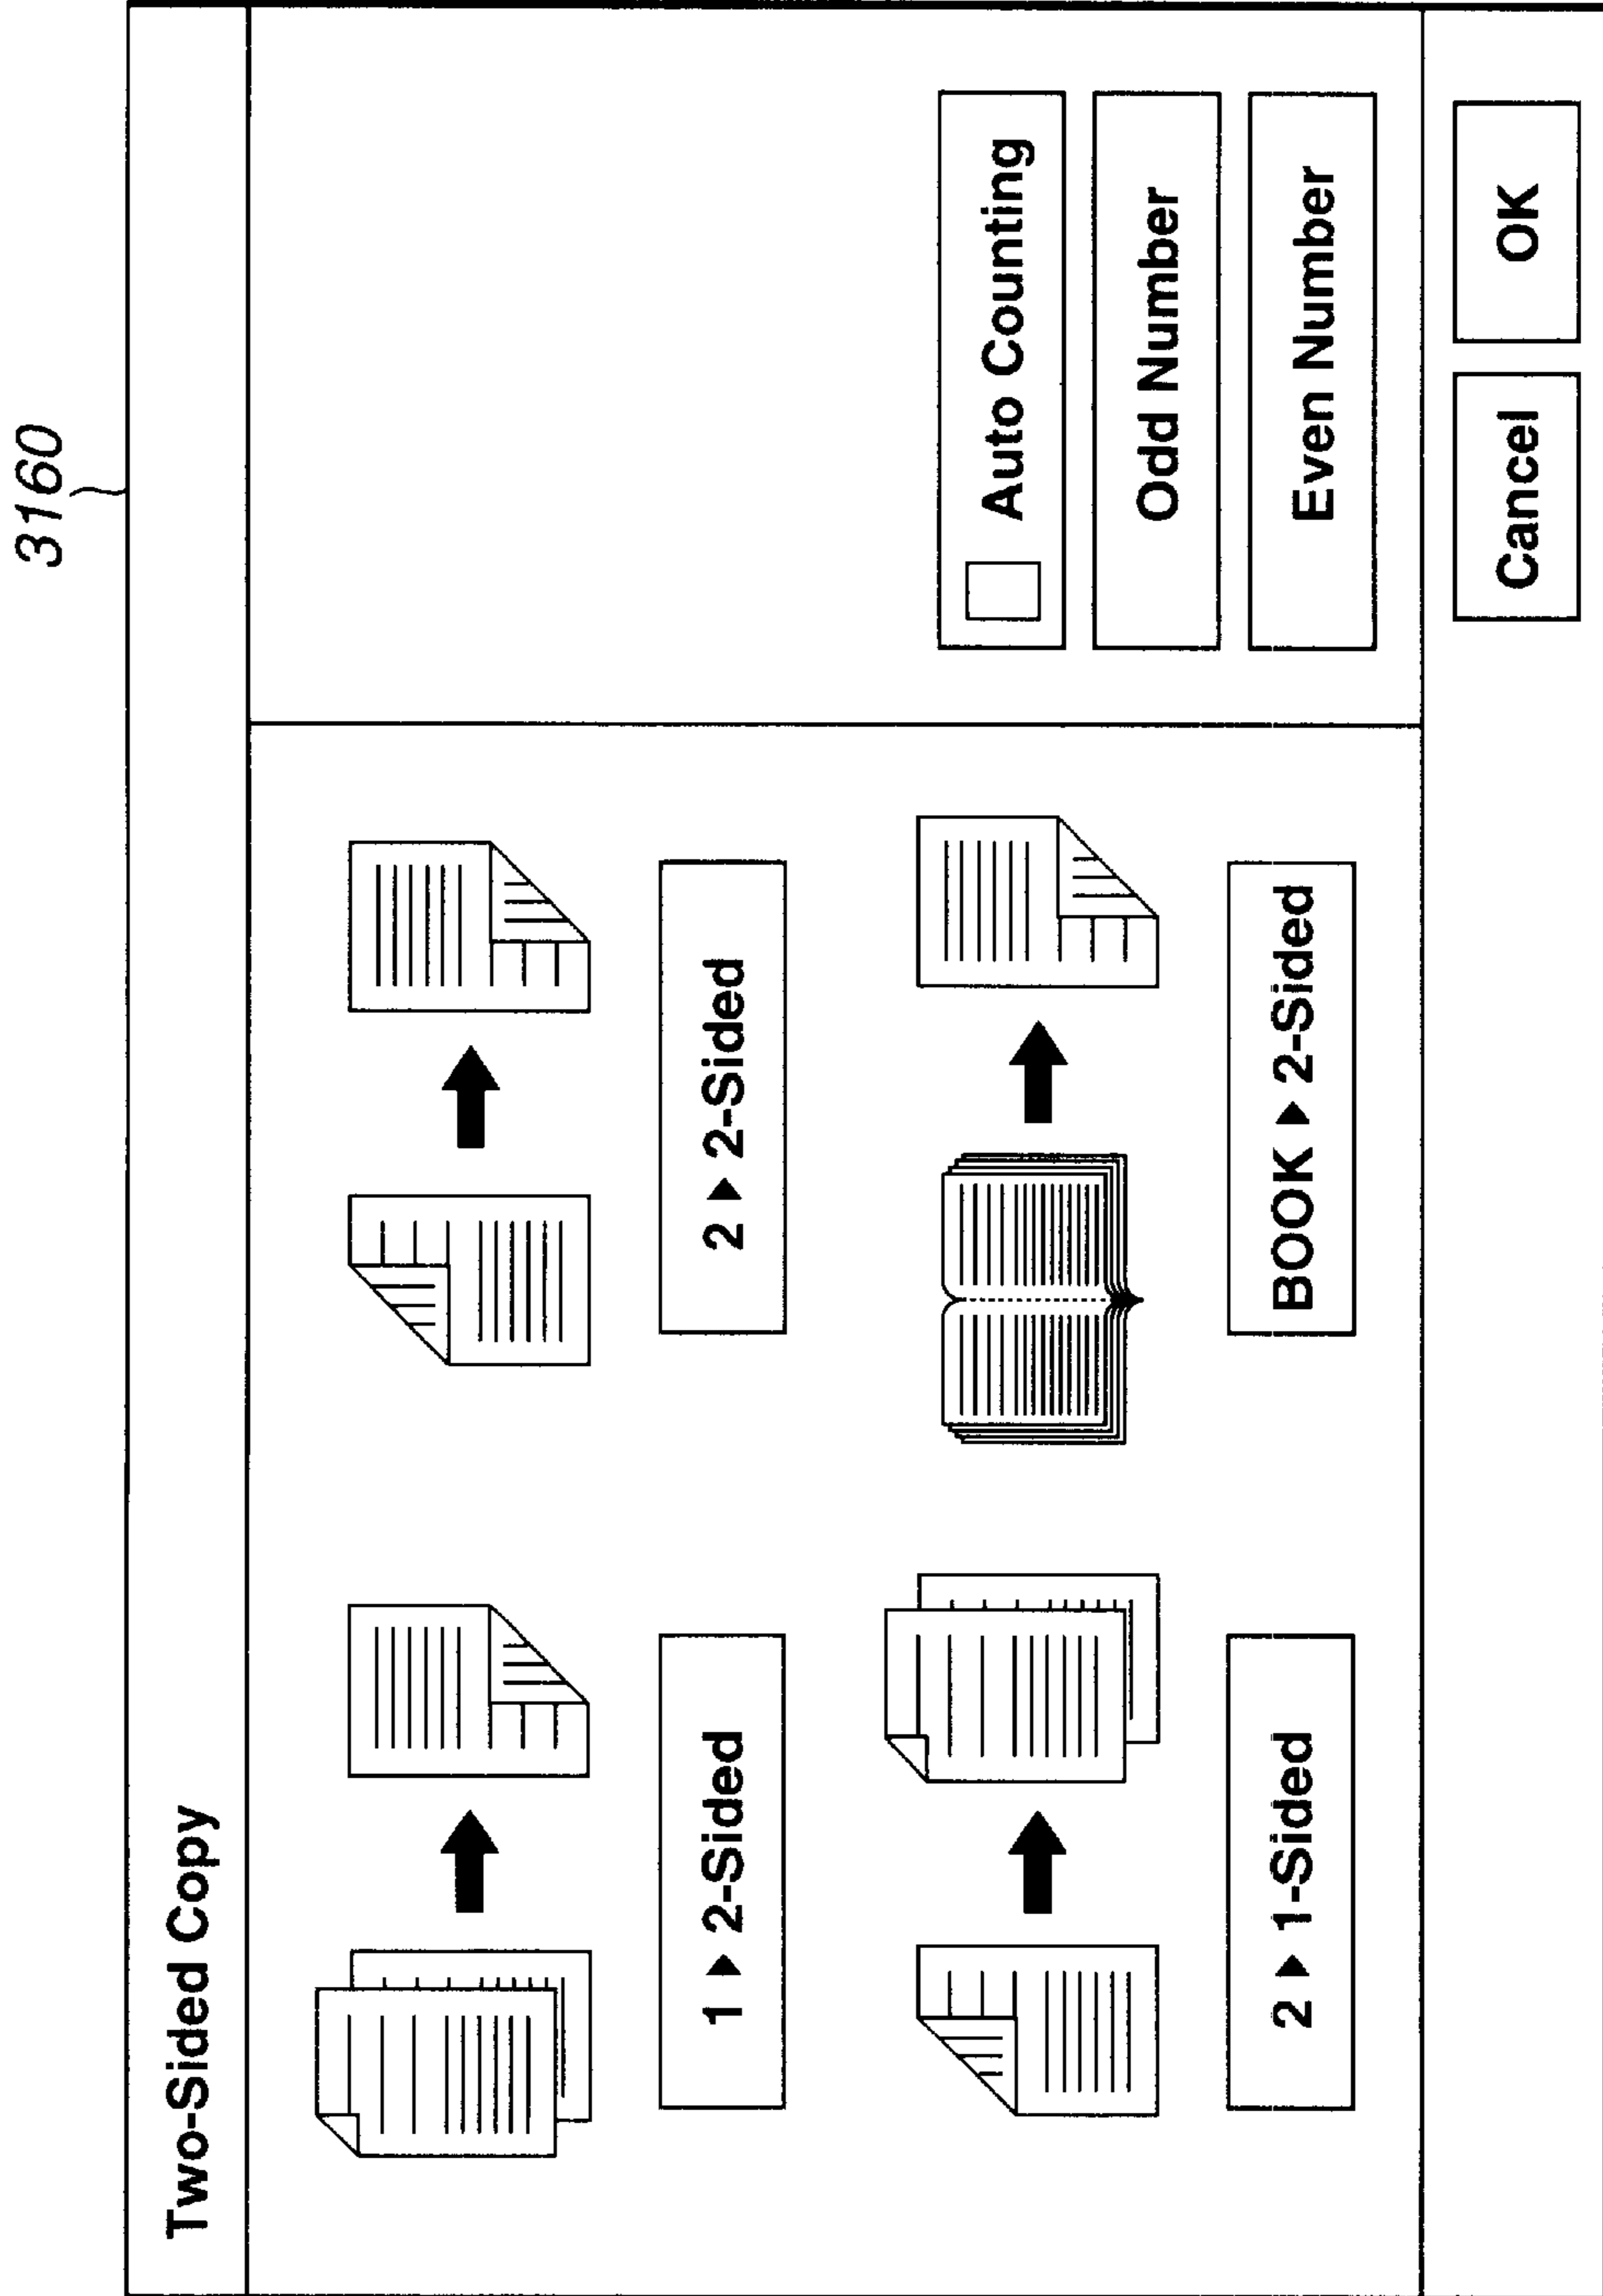 3160
Two-Sided Copy
1 ▶ 2-Sided
2 ▶ 2-Sided
2 ▶ 1-Sided
BOOK ▶ 2-Sided
Auto Counting
Odd Number
Even Number
Cancel
OK